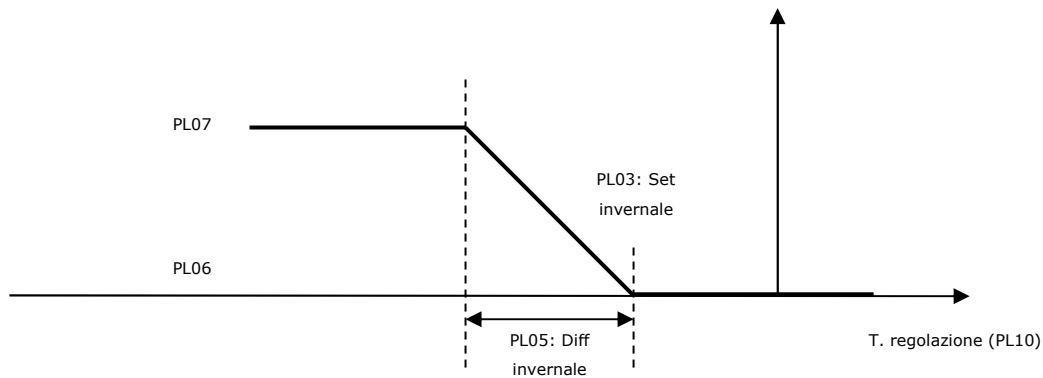 PL07
PL03: Set
invernale
PL06
PL05: Diff
invernale
T. regolazione (PL10)